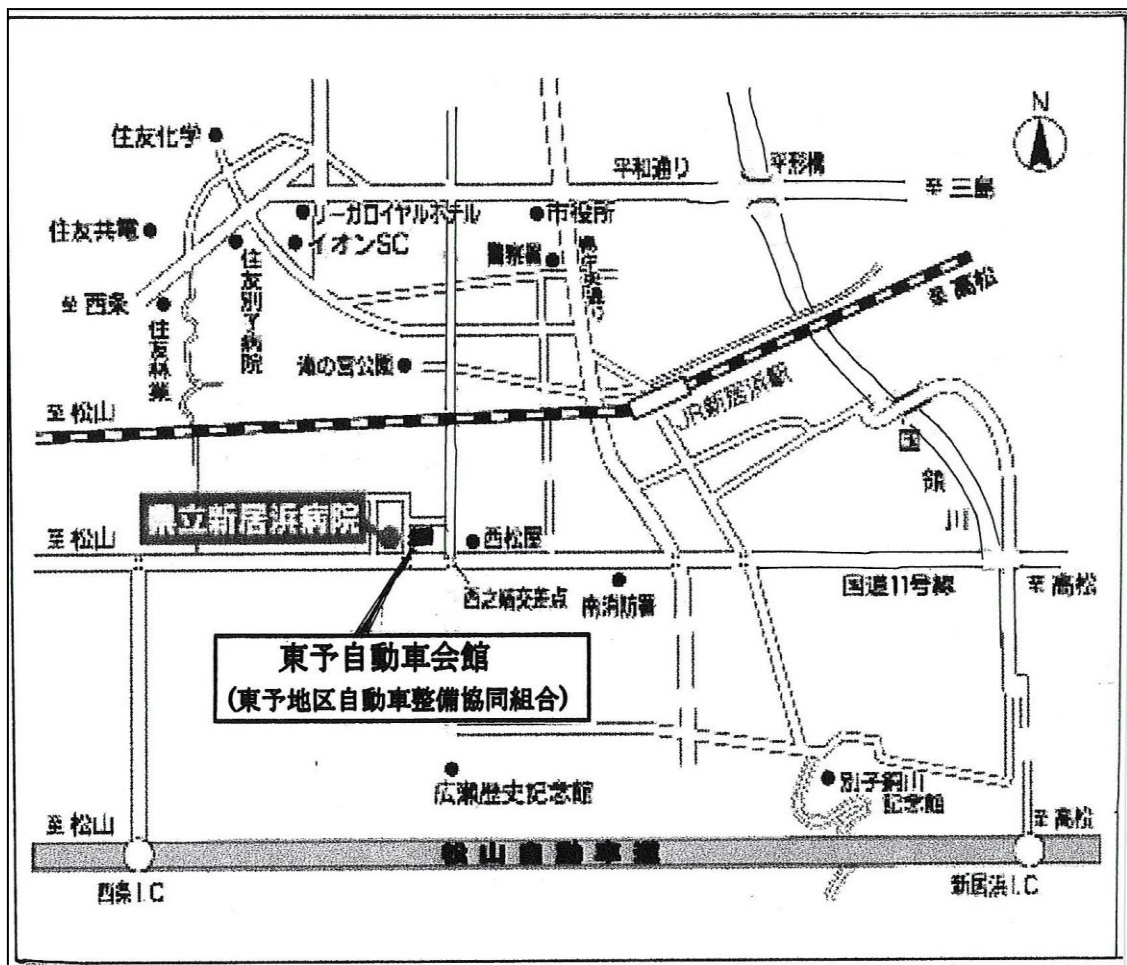 住友化学
N
平和通り
平形橋
至 三島
リーガロイヤルホテル
市役所
住友共電
イオンSC
警察署
至 西条
住友林業
住友別子病院
至 高松
滝の宮公園
JR新居浜駅
至 松山
国
領
川
県立新居浜病院
至 松山
西松屋
国道11号線
至 高松
南消防署
東予自動車会館
(東予地区自動車整備協同組合)
広瀬歴史記念館
別子銅山
記念館
至 松山
至 高松
松山自動車道
西条I.C
新居浜I.C